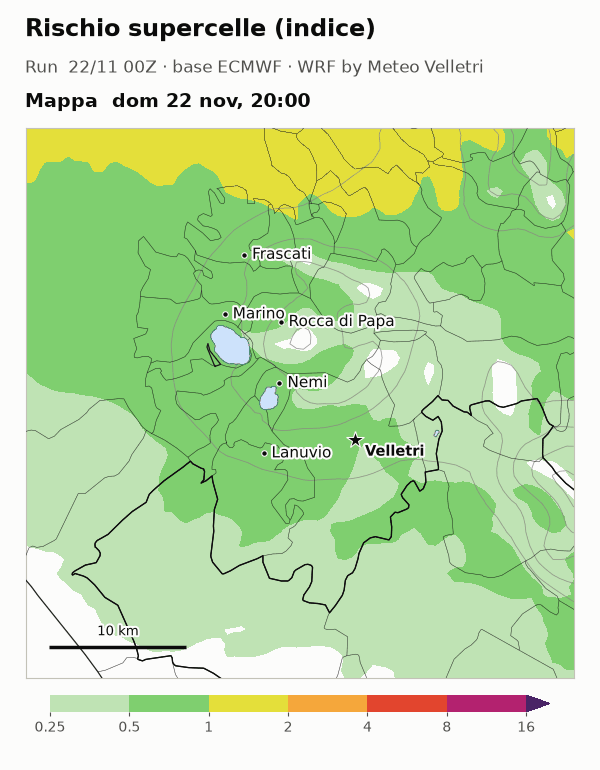 Rischio supercelle (indice)
Run  22/11 00Z · base ECMWF · WRF by Meteo Velletri
Mappa  dom 22 nov, 20:00
Frascati
Marino
Rocca di Papa
Nemi
Velletri
Lanuvio
10 km
0.25 0.5 1 2 4 8 16